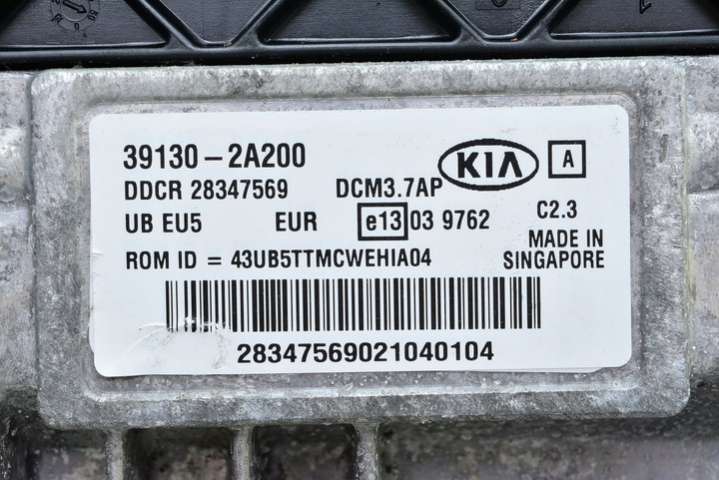 39130-2A200 KIA A
DDCR 28347569 DCM3.7AP
UB EU5 EUR e13 03 9762 C2.3
ROM ID = 43UB5TTMCWEHIA04 MADE IN
SINGAPORE
28347569021040104